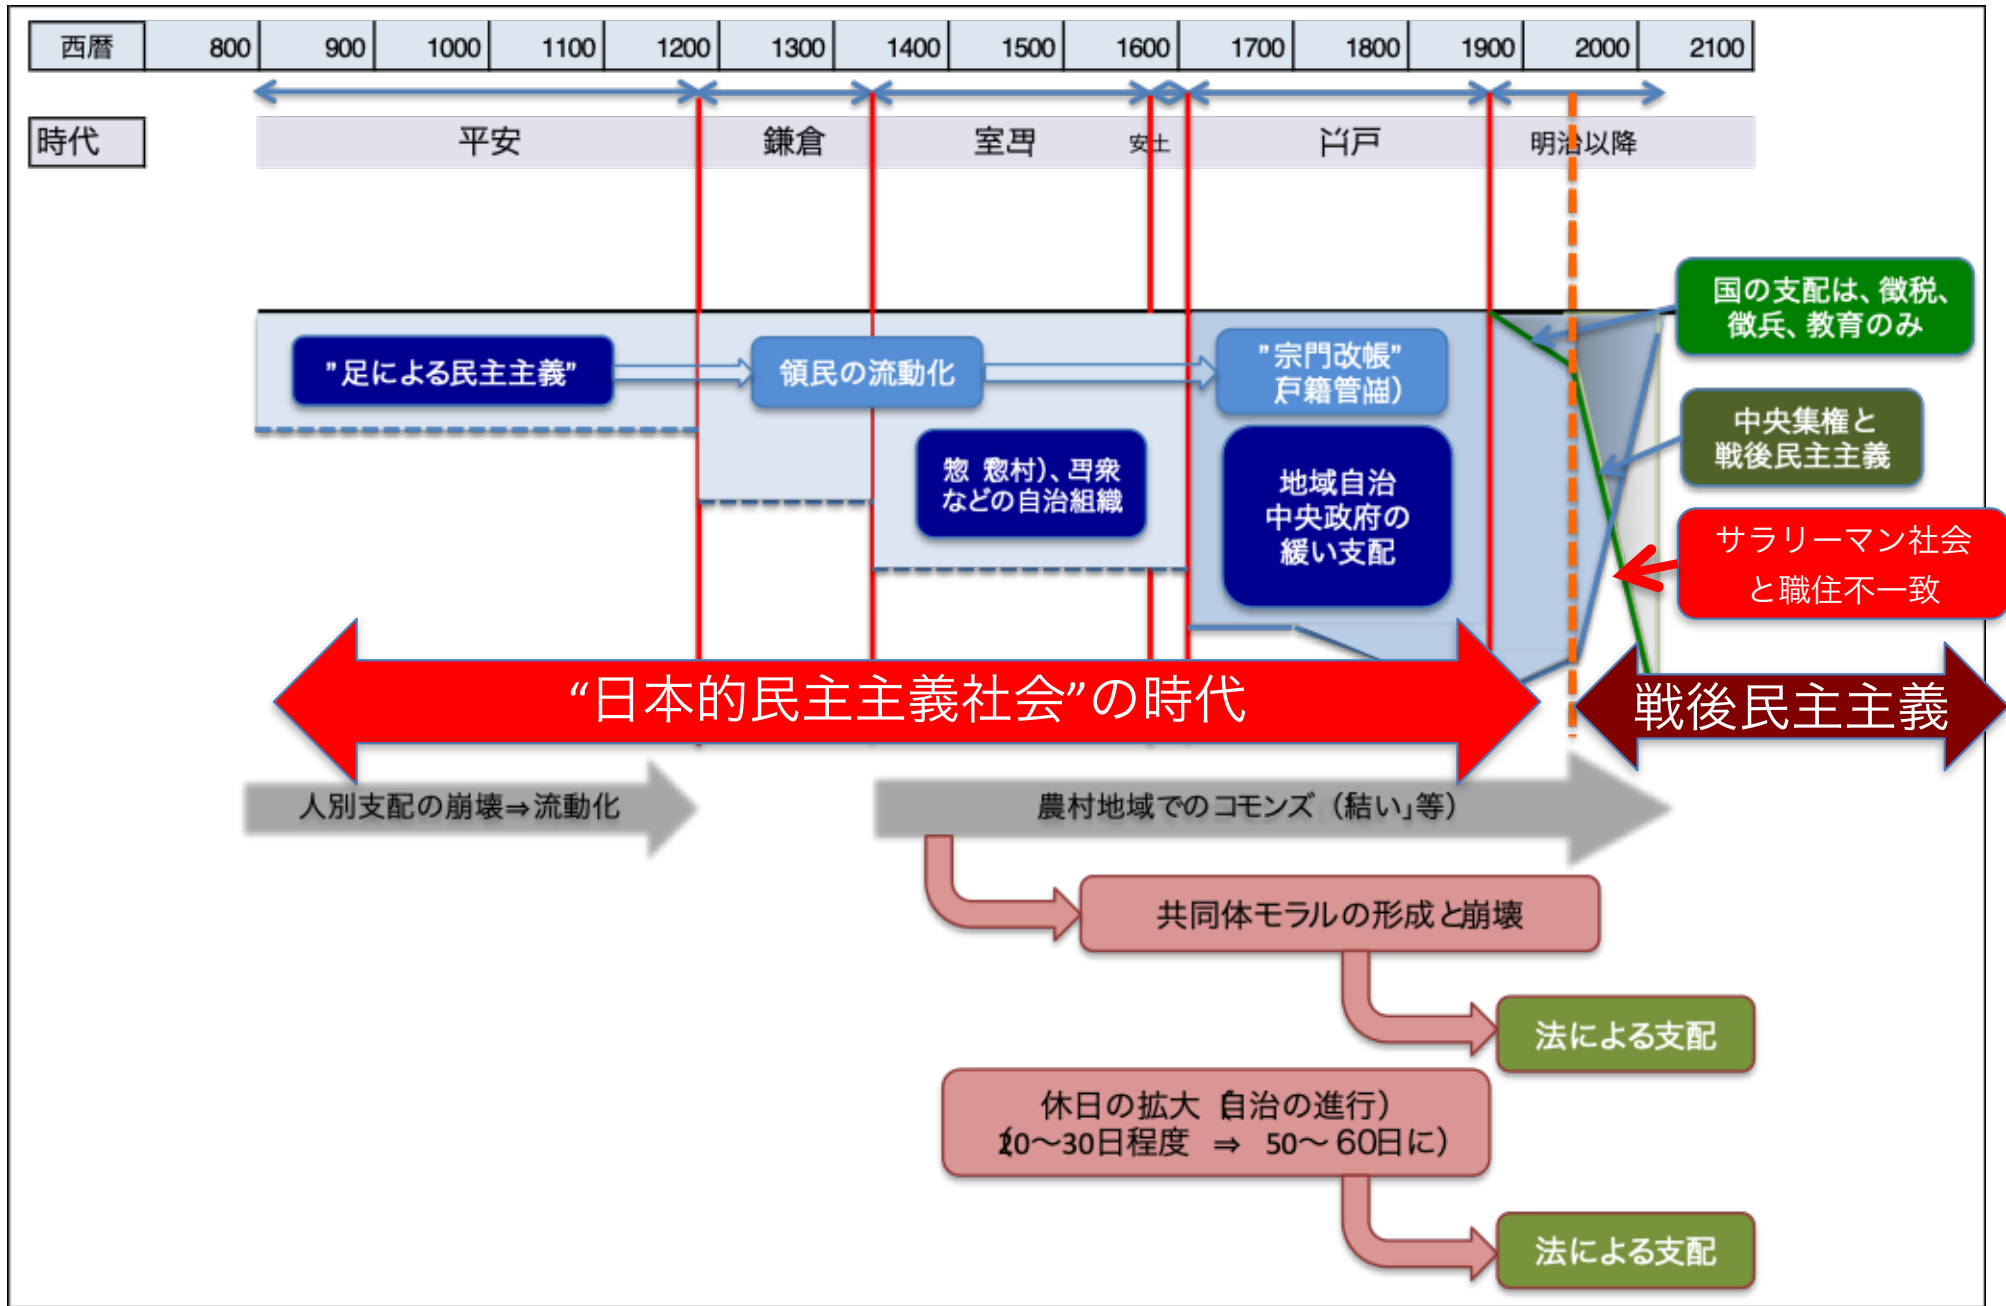 西暦 800 900 1000 1100 1200 1300 1400 1500 1600 1700 1800 1900 2000 2100
時代 平安 鎌倉 室町 安土 江戸 明治以降
国の支配は、徴税、
徴兵、教育のみ
”足による民主主義”
領民の流動化
”宗門改帳”
(戸籍管理)
中央集権と
戦後民主主義
惣(惣村)、町衆
などの自治組織
地域自治
中央政府の
緩い支配
サラリーマン社会
と職住不一致
“日本的民主主義社会”の時代
戦後民主主義
人別支配の崩壊⇒流動化
農村地域でのコモンズ(「結い」等)
共同体モラルの形成と崩壊
法による支配
休日の拡大(自治の進行)
(20～30日程度 ⇒ 50～60日に)
法による支配